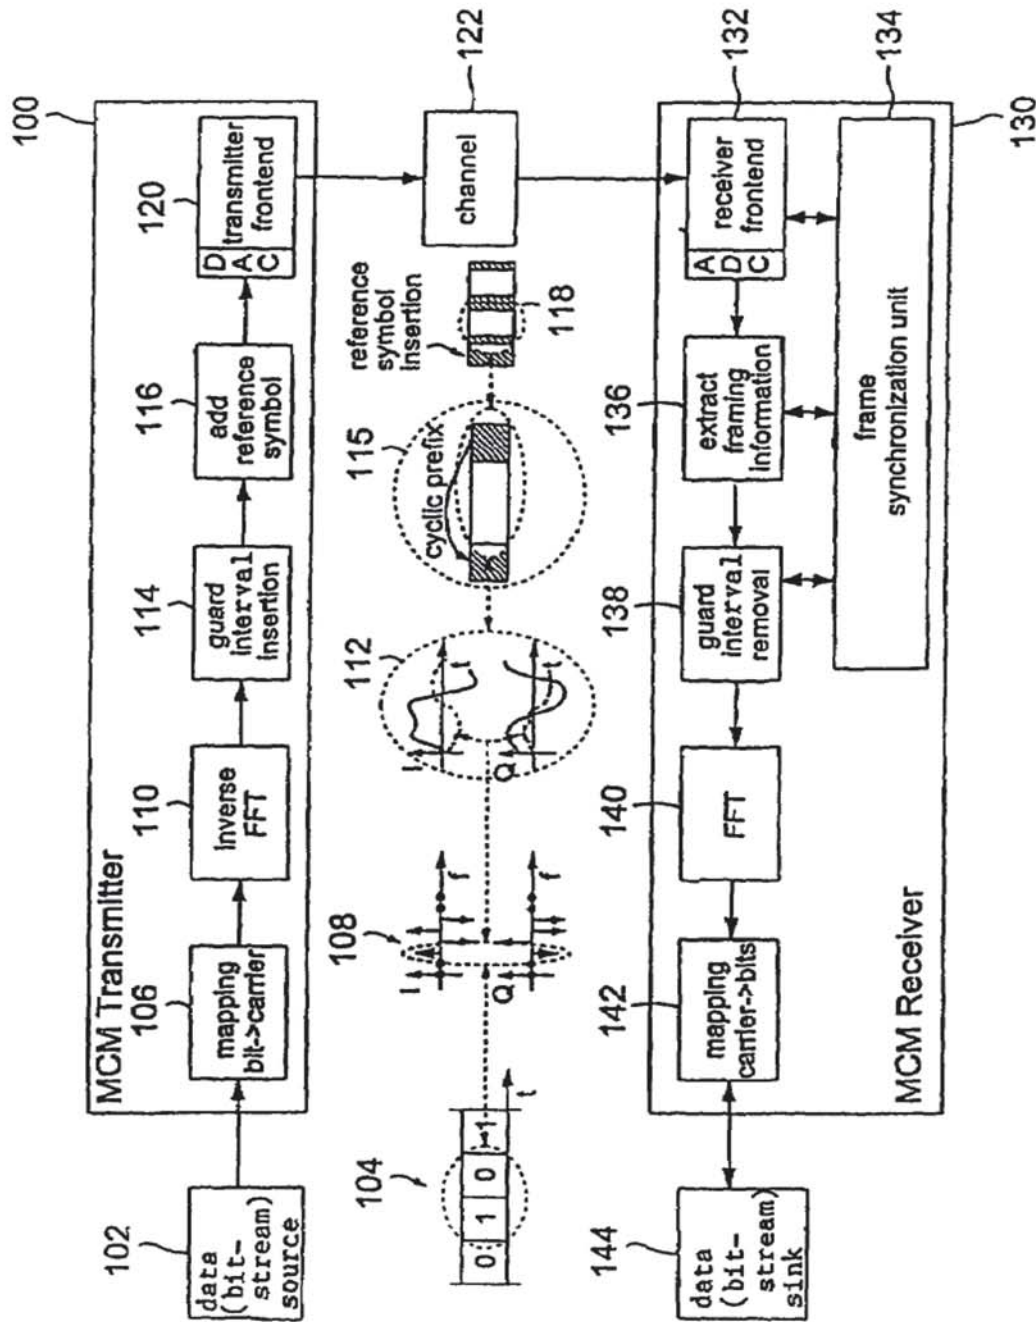 100
MCM Transmitter
102
data
(bit-
stream)
source
106
mapping
bit->carrier
110
inverse
FFT
114
guard
interval
insertion
116
add
reference
symbol
120
D
A
C
transmitter
frontend
104
0
1
0
1
t
108
I
f
Q
f
112
I
t
Q
t
115
cyclic prefix
reference
symbol
insertion
118
channel
122
144
data
(bit-
stream)
sink
142
mapping
carrier->bits
140
FFT
138
guard
interval
removal
136
extract
framing
information
A
D
C
receiver
frontend
132
frame
synchronization unit
134
MCM Receiver
130